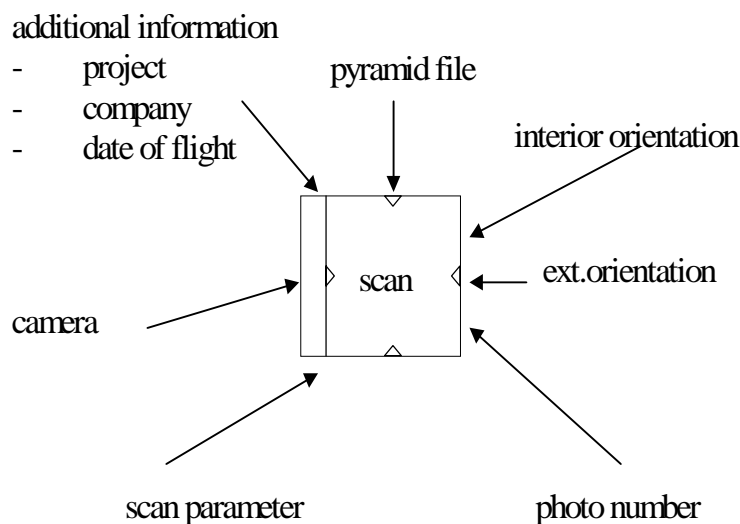 additional information
- project
- company
- date of flight
pyramid file
interior orientation
scan
ext.orientation
camera
scan parameter
photo number